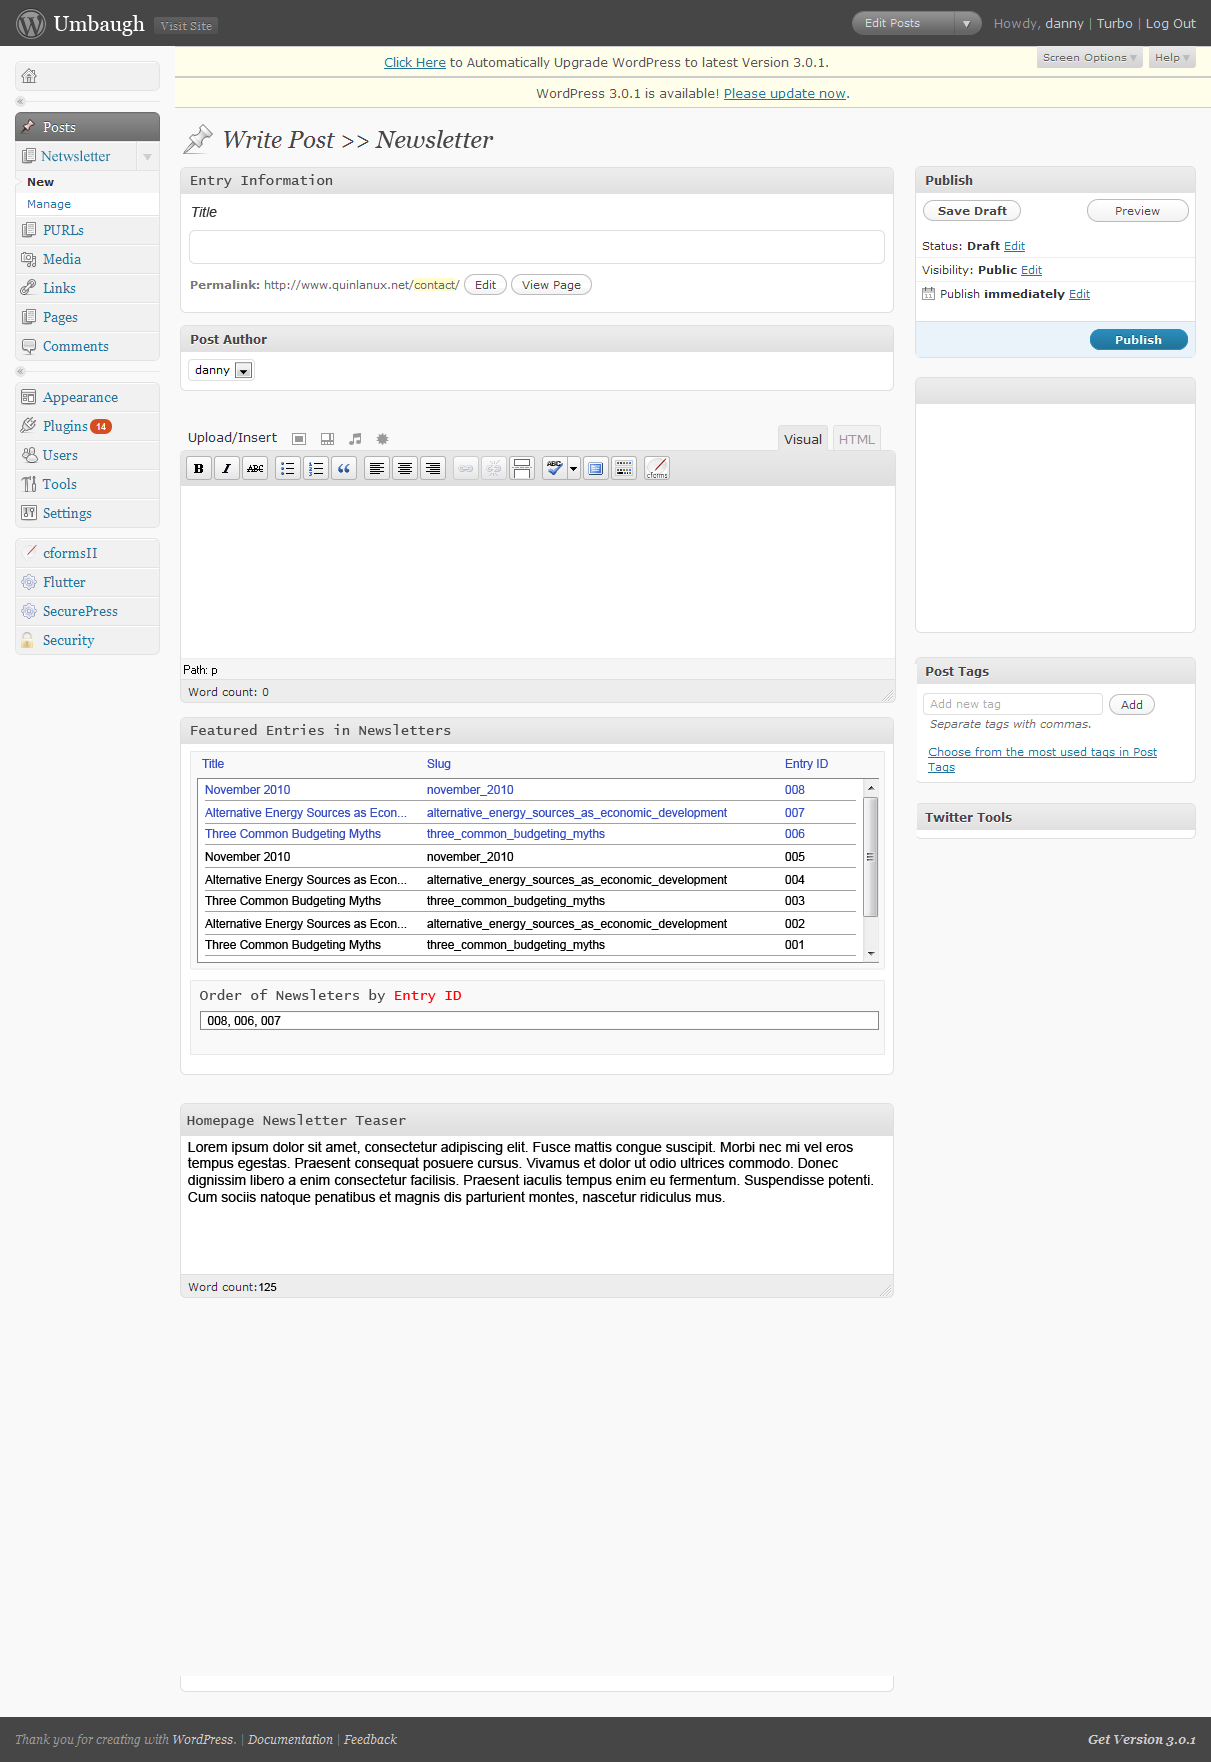 Umbaugh Visit Site Edit Posts Howdy, danny | Turbo | Log Out
Click Here to Automatically Upgrade WordPress to latest Version 3.0.1.
Screen Options Help
WordPress 3.0.1 is available! Please update now.
Posts
Netwsletter
New
Manage
PURLs
Media
Links
Pages
Comments
Appearance
Plugins 14
Users
Tools
Settings
cformsII
Flutter
SecurePress
Security
Write Post >> Newsletter
Entry Information
Title
Permalink: http://www.quinlanux.net/contact/ Edit View Page
Post Author
danny
Upload/Insert
Visual HTML
B I ABC ABC cforms
Path: p
Word count: 0
Featured Entries in Newsletters
Title Slug Entry ID
November 2010 november_2010 008
Alternative Energy Sources as Econ... alternative_energy_sources_as_economic_development 007
Three Common Budgeting Myths three_common_budgeting_myths 006
November 2010 november_2010 005
Alternative Energy Sources as Econ... alternative_energy_sources_as_economic_development 004
Three Common Budgeting Myths three_common_budgeting_myths 003
Alternative Energy Sources as Econ... alternative_energy_sources_as_economic_development 002
Three Common Budgeting Myths three_common_budgeting_myths 001
Order of Newsleters by Entry ID
008, 006, 007
Homepage Newsletter Teaser
Lorem ipsum dolor sit amet, consectetur adipiscing elit. Fusce mattis congue suscipit. Morbi nec mi vel eros
tempus egestas. Praesent consequat posuere cursus. Vivamus et dolor ut odio ultrices commodo. Donec
dignissim libero a enim consectetur facilisis. Praesent iaculis tempus enim eu fermentum. Suspendisse potenti.
Cum sociis natoque penatibus et magnis dis parturient montes, nascetur ridiculus mus.
Word count:125
Publish
Save Draft Preview
Status: Draft Edit
Visibility: Public Edit
Publish immediately Edit
Publish
Post Tags
Add new tag Add
Separate tags with commas.
Choose from the most used tags in Post
Tags
Twitter Tools
Thank you for creating with WordPress. | Documentation | Feedback
Get Version 3.0.1